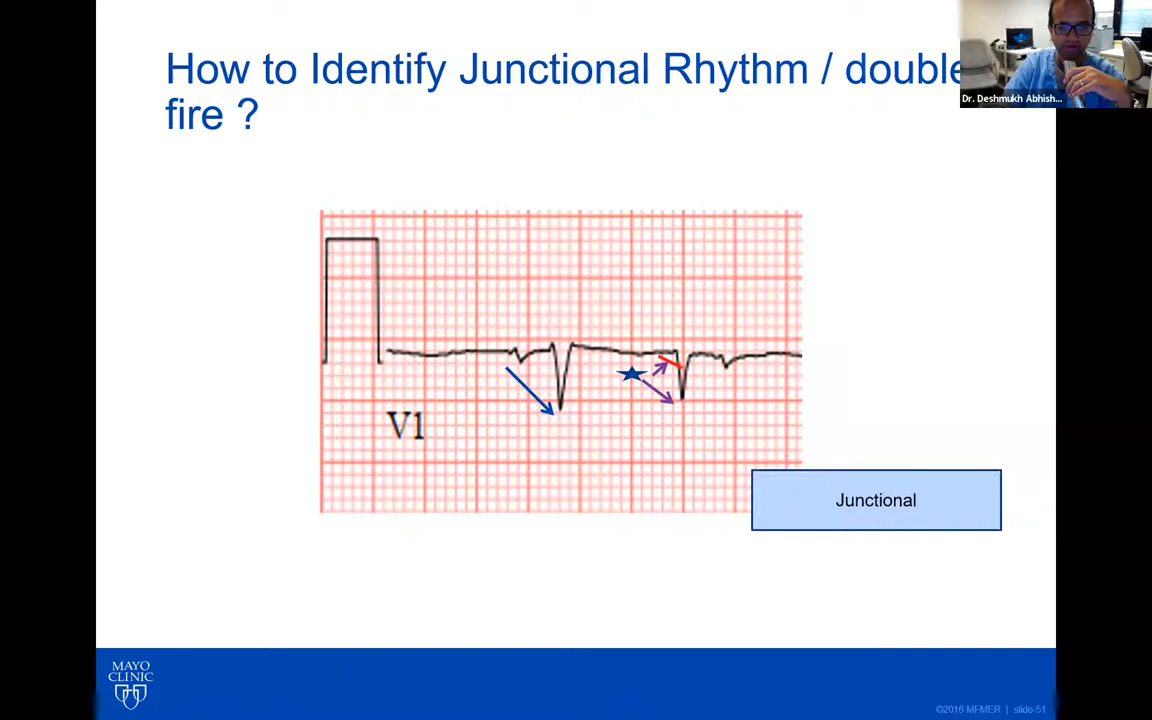 How to Identify Junctional Rhythm / double
fire ?
Dr. Deshmukh Abhish...
V1
Junctional
MAYO
CLINIC
©2016 MFMER | slide-51